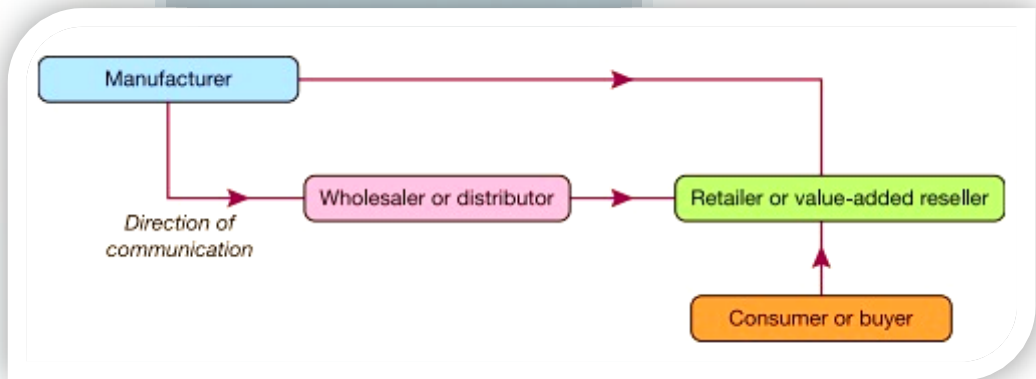 Manufacturer
Wholesaler or distributor
Retailer or value-added reseller
Direction of
communication
Consumer or buyer